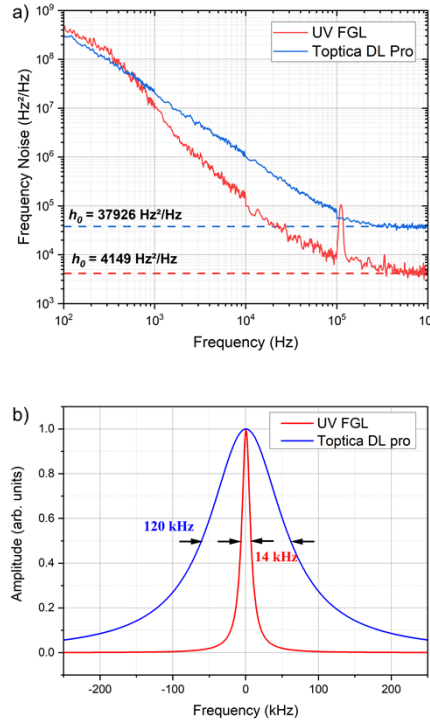 a)
UV FGL
Toptica DL Pro
Frequency Noise (Hz²/Hz)
10⁹
10⁸
10⁷
10⁶
10⁵
10⁴
10³
h₀ = 37926 Hz²/Hz
h₀ = 4149 Hz²/Hz
10² 10³ 10⁴ 10⁵ 10⁶
Frequency (Hz)
b)
UV FGL
Toptica DL pro
Amplitude (arb. units)
1.0
0.8
0.6
0.4
0.2
0.0
120 kHz
14 kHz
-200 -100 0 100 200
Frequency (kHz)